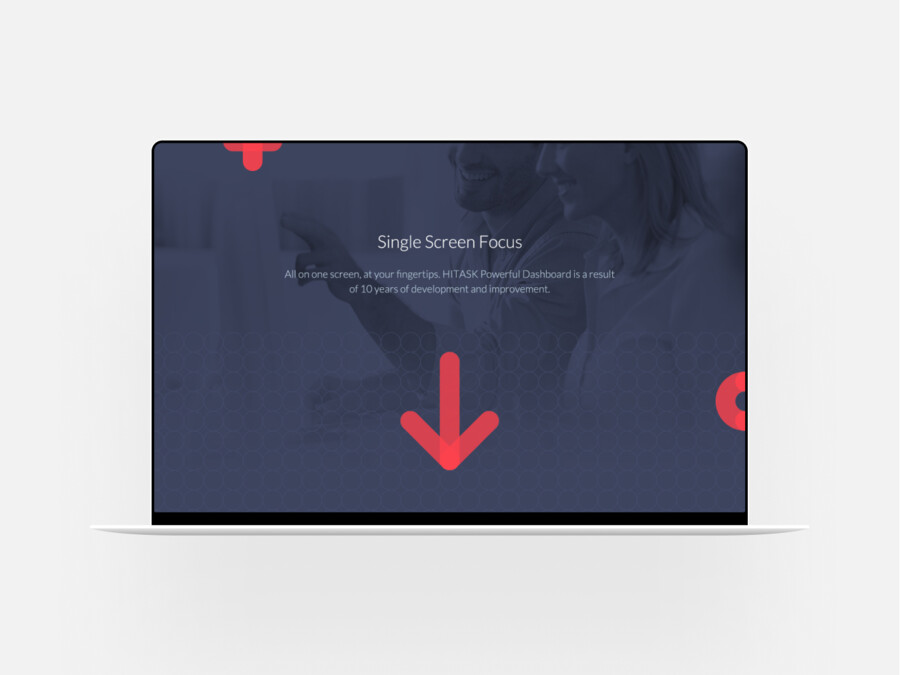 Single Screen Focus
All on one screen, at your fingertips. HITASK Powerful Dashboard is a result
of 10 years of development and improvement.